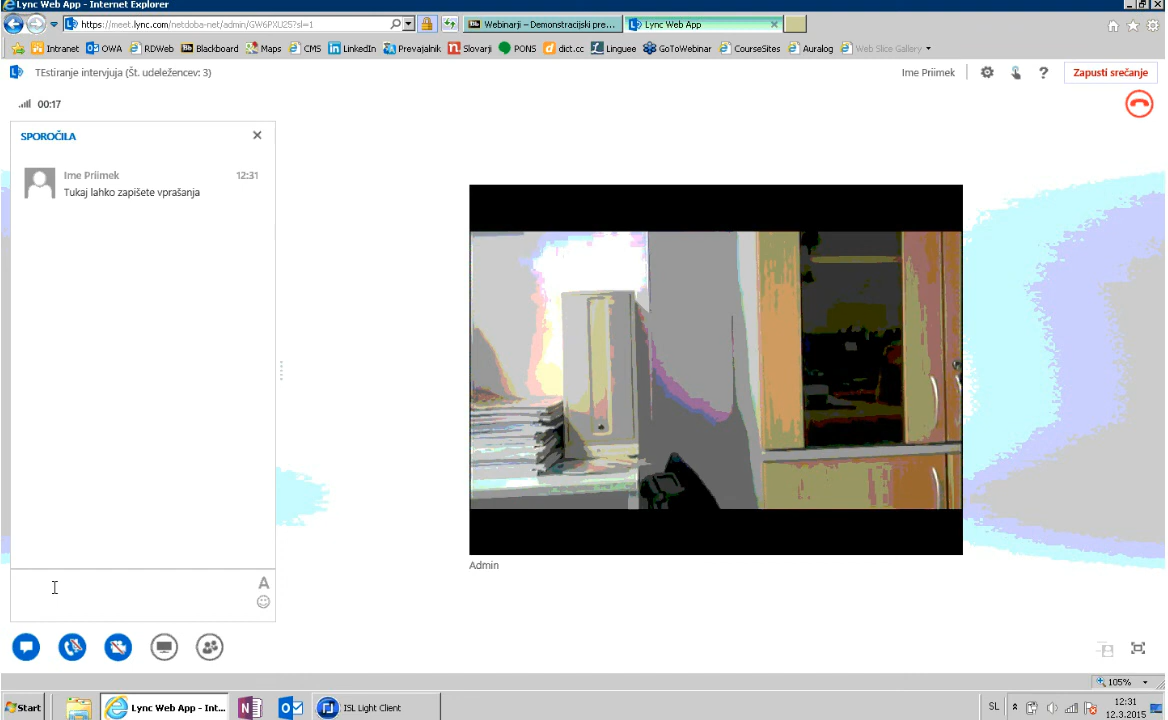 Lync Web App - Internet Explorer
https://meet.lync.com/netdoba-net/admin/GW6PXU25?sl=1
Webinarji – Demonstracijski pre...
Lync Web App
Intranet OWA RDWeb Blackboard Maps CMS LinkedIn Prevajalnik Slovarji PONS dict.cc Linguee GoToWebinar CourseSites Auralog Web Slice Gallery
TEstiranje intervjuja (Št. udeležencev: 3)
Ime Priimek
?
Zapusti srečanje
00:17
SPOROČILA
Ime Priimek 12:31
Tukaj lahko zapišete vprašanja
A
Admin
105%
Start
Lync Web App - Int...
ISL Light Client
SL
12:31
12.3.2015